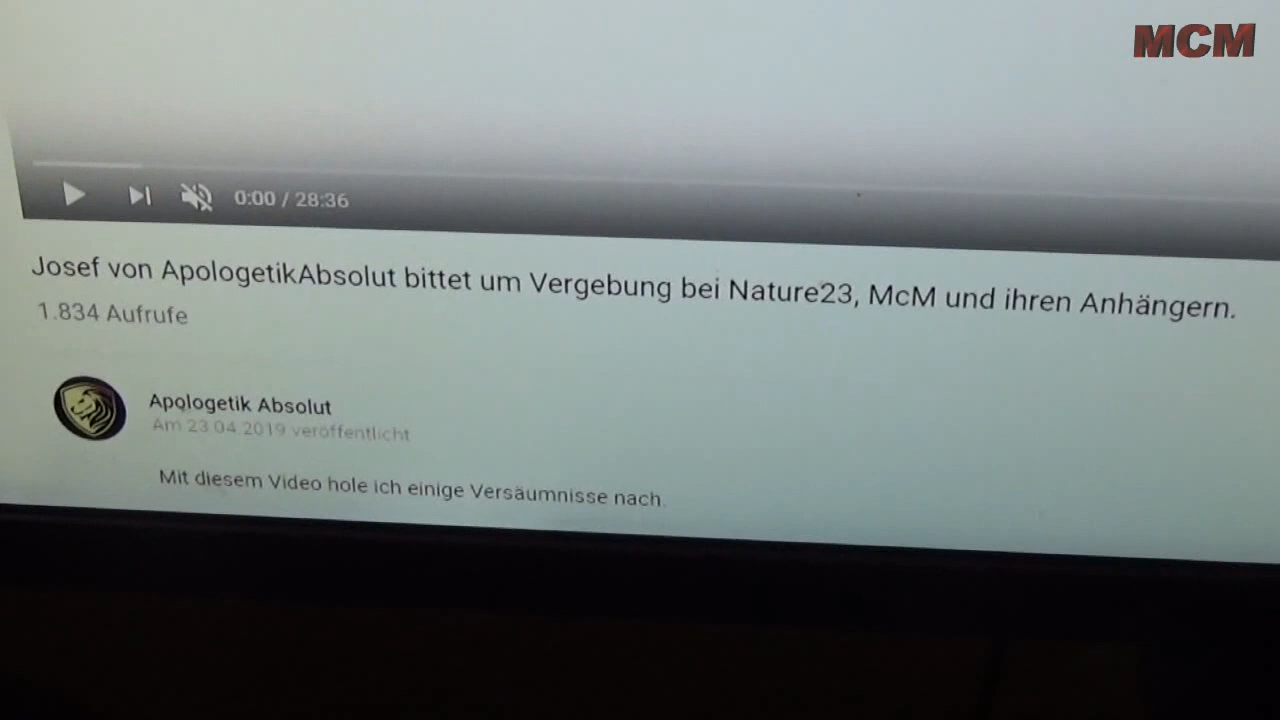 MCM
0:00 / 28:36
Josef von ApologetikAbsolut bittet um Vergebung bei Nature23, McM und ihren Anhängern.
1.834 Aufrufe
Apologetik Absolut
Am 23.04.2019 veröffentlicht
Mit diesem Video hole ich einige Versäumnisse nach.